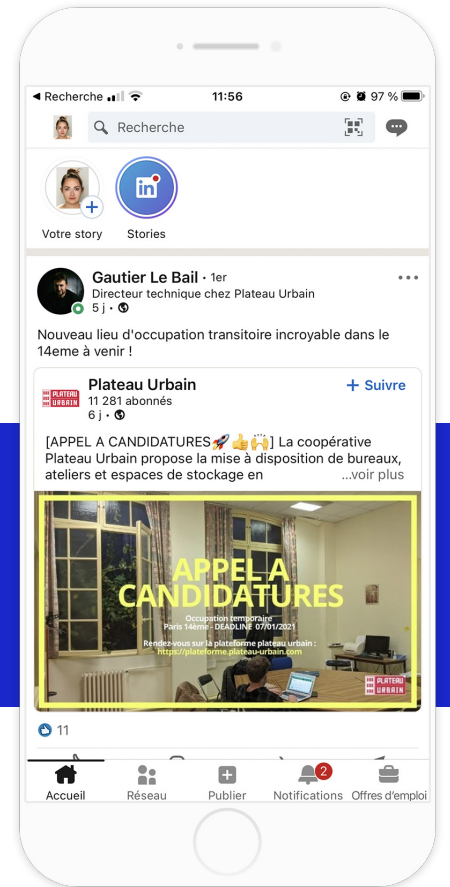 Recherche
11:56
97 %
Recherche
in
Votre story
Stories
Gautier Le Bail · 1er
Directeur technique chez Plateau Urbain
5 j •
Nouveau lieu d'occupation transitoire incroyable dans le
14eme à venir !
PLATEAU
URBAIN
Plateau Urbain
11 281 abonnés
6 j •
+ Suivre
[APPEL A CANDIDATURES🚀👍🙌] La coopérative
Plateau Urbain propose la mise à disposition de bureaux,
ateliers et espaces de stockage en
...voir plus
APPEL A
CANDIDATURES
Occupation temporaire
Paris 14ème - DEADLINE 07/01/2021
Rendez-vous sur la plateforme plateau urbain :
https://plateforme.plateau-urbain.com
PLATEAU
URBAIN
11
2
Accueil
Réseau
Publier
Notifications
Offres d'emploi